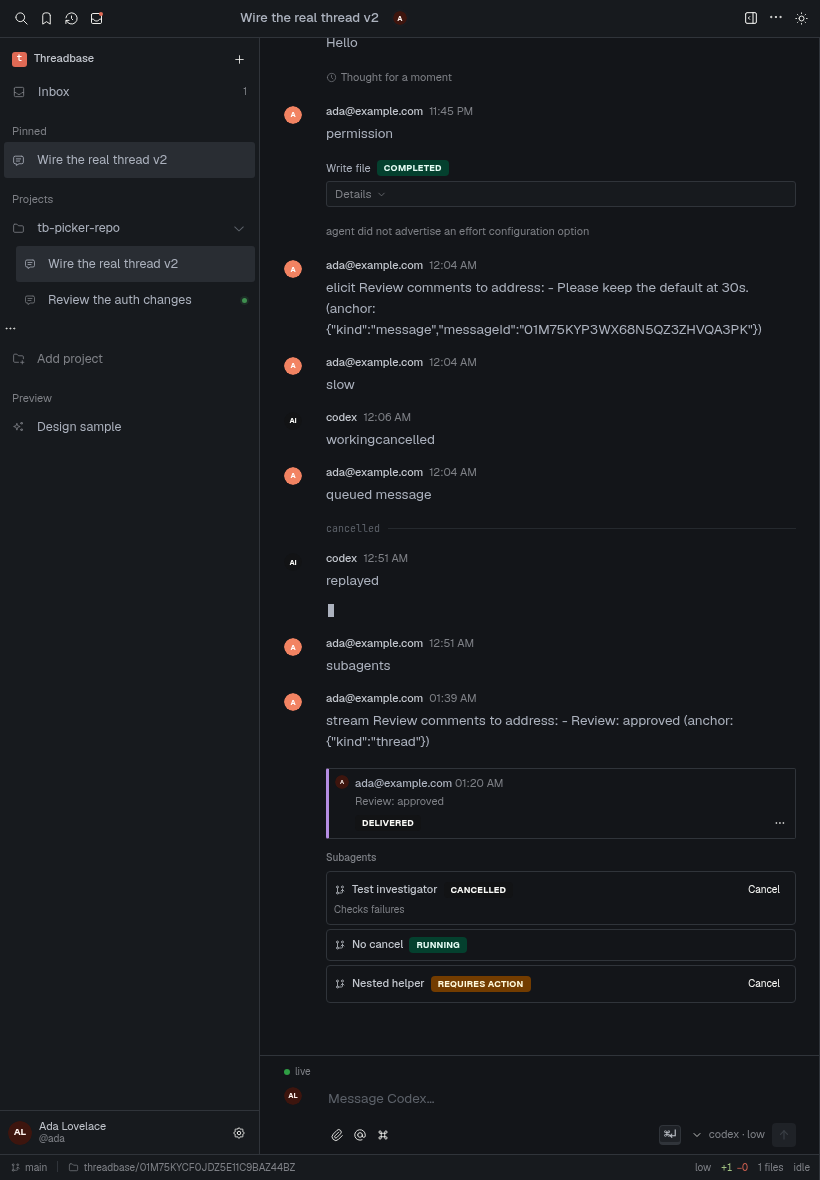 Wire the real thread v2
A
t
Threadbase
Inbox
1
Pinned
Wire the real thread v2
Projects
tb-picker-repo
Wire the real thread v2
Review the auth changes
...
Add project
Preview
Design sample
Hello
Thought for a moment
A
ada@example.com 11:45 PM
permission
Write file COMPLETED
Details
agent did not advertise an effort configuration option
A
ada@example.com 12:04 AM
elicit Review comments to address: - Please keep the default at 30s.
(anchor:
{"kind":"message","messageId":"01M75KYP3WX68N5QZ3ZHVQA3PK"})
A
ada@example.com 12:04 AM
slow
AI
codex 12:06 AM
workingcancelled
A
ada@example.com 12:04 AM
queued message
cancelled
AI
codex 12:51 AM
replayed
A
ada@example.com 12:51 AM
subagents
A
ada@example.com 01:39 AM
stream Review comments to address: - Review: approved (anchor:
{"kind":"thread"})
A
ada@example.com 01:20 AM
Review: approved
DELIVERED
...
Subagents
Test investigator CANCELLED Cancel
Checks failures
No cancel RUNNING
Nested helper REQUIRES ACTION Cancel
live
AL
Message Codex...
codex · low
AL
Ada Lovelace
@ada
main
threadbase/01M75KYCF0JDZ5E11C9BAZ44BZ
low +1 −0 1 files idle